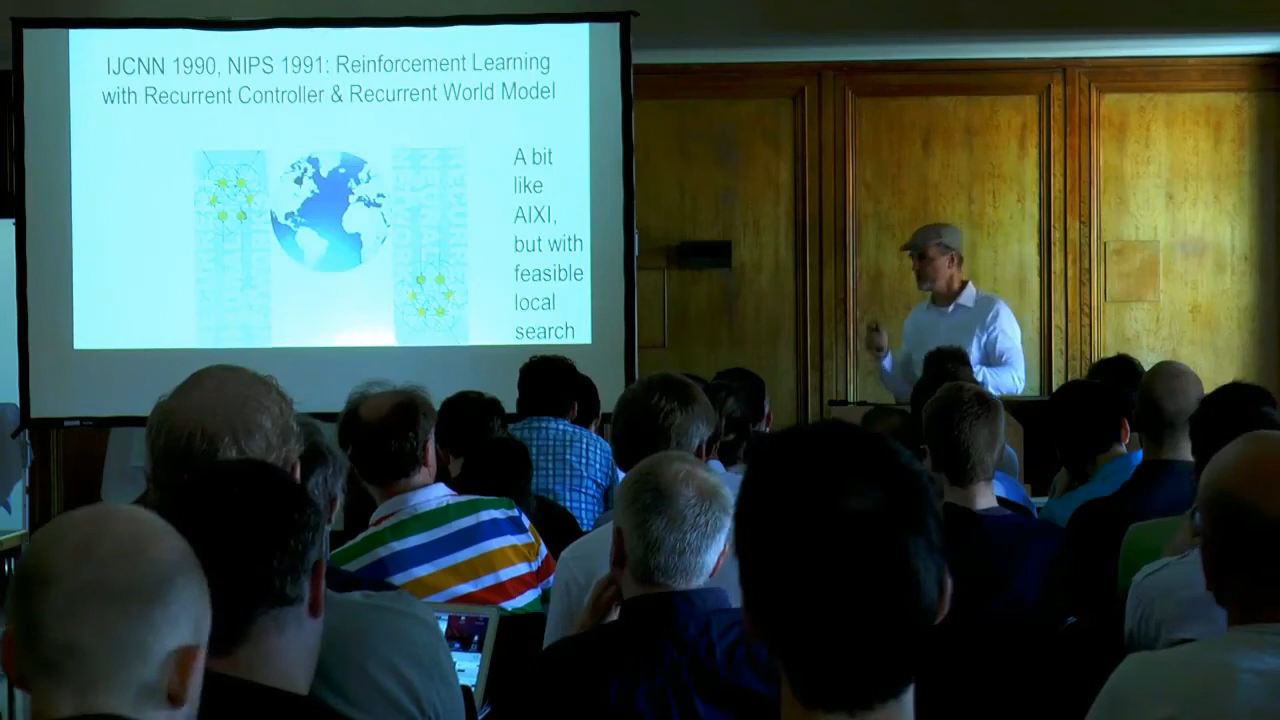 IJCNN 1990, NIPS 1991: Reinforcement Learning
with Recurrent Controller & Recurrent World Model
A bit
like
AIXI,
but with
feasible
local
search